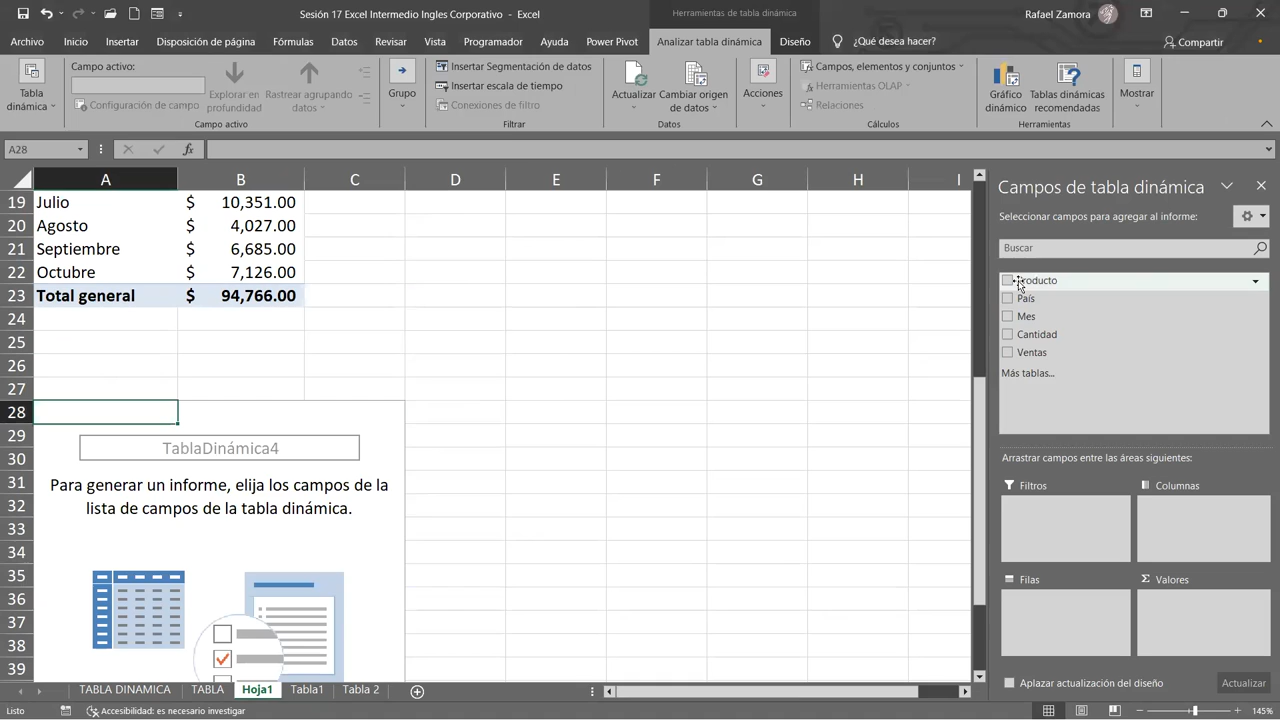 Sesión 17 Excel Intermedio Ingles Corporativo - Excel
Herramientas de tabla dinámica
Rafael Zamora
Archivo Inicio Insertar Disposición de página Fórmulas Datos Revisar Vista Programador Ayuda Power Pivot Analizar tabla dinámica Diseño ¿Qué desea hacer? Compartir
Tabla dinámica
Campo activo:
Configuración de campo
Explorar en profundidad
Rastrear agrupando datos
Campo activo
Grupo
Insertar Segmentación de datos
Insertar escala de tiempo
Conexiones de filtro
Filtrar
Actualizar
Cambiar origen de datos
Datos
Acciones
Campos, elementos y conjuntos
Herramientas OLAP
Relaciones
Cálculos
Gráfico dinámico
Tablas dinámicas recomendadas
Herramientas
Mostrar
A28
fx
A B C D E F G H I
19 Julio $ 10,351.00
20 Agosto $ 4,027.00
21 Septiembre $ 6,685.00
22 Octubre $ 7,126.00
23 Total general $ 94,766.00
24
25
26
27
28
29
30
31
32
33
34
35
36
37
38
39
TablaDinámica4
Para generar un informe, elija los campos de la
lista de campos de la tabla dinámica.
Campos de tabla dinámica
Seleccionar campos para agregar al informe:
Buscar
Producto
País
Mes
Cantidad
Ventas
Más tablas...
Arrastrar campos entre las áreas siguientes:
Filtros
Columnas
Filas
Σ Valores
Aplazar actualización del diseño
Actualizar
TABLA DINAMICA TABLA Hoja1 Tabla1 Tabla 2
Listo
Accesibilidad: es necesario investigar
145%